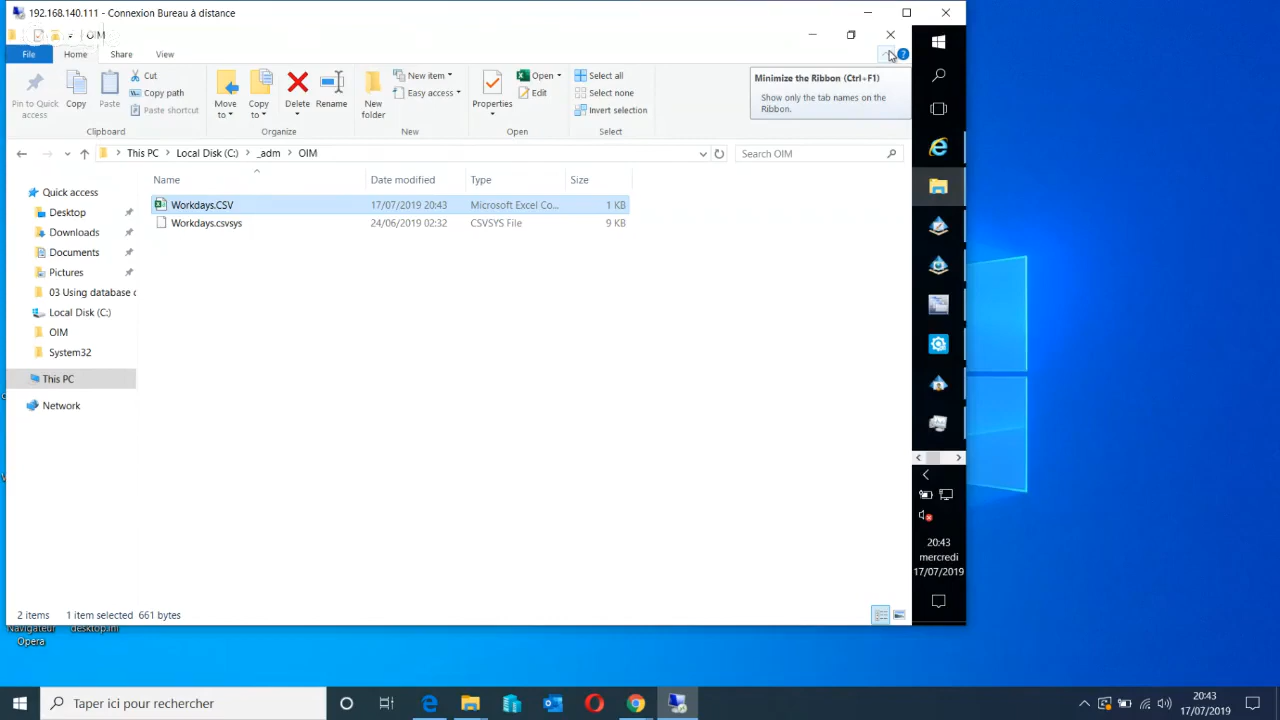 192.168.140.111 - Connexion Bureau à distance
OIM
File Home Share View
Pin to Quick access
Copy
Paste
Cut
Copy path
Paste shortcut
Clipboard
Move to
Copy to
Delete
Rename
Organize
New folder
New item
Easy access
New
Properties
Open
Edit
Open
Select all
Select none
Invert selection
Select
Minimize the Ribbon (Ctrl+F1)
Show only the tab names on the
Ribbon.
This PC Local Disk (C:) _adm OIM
Search OIM
Name Date modified Type Size
Workdays.CSV 17/07/2019 20:43 Microsoft Excel Co... 1 KB
Workdays.csvsys 24/06/2019 02:32 CSVSYS File 9 KB
Quick access
Desktop
Downloads
Documents
Pictures
03 Using database c
Local Disk (C:)
OIM
System32
This PC
Network
2 items 1 item selected 661 bytes
20:43
mercredi
17/07/2019
Navigateur
Opera
desktop.ini
Taper ici pour rechercher
20:43
17/07/2019